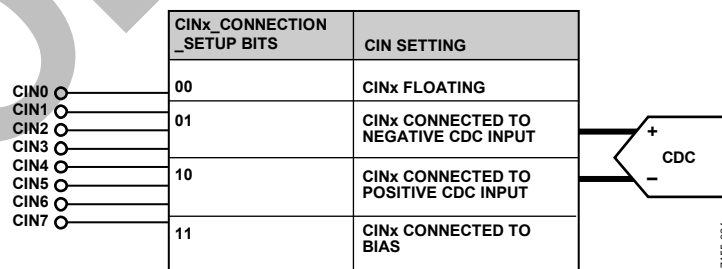 CINx_CONNECTION
_SETUP BITS
CIN SETTING
CIN0
CIN1
CIN2
CIN3
CIN4
CIN5
CIN6
CIN7
00
CINx FLOATING
01
CINx CONNECTED TO
NEGATIVE CDC INPUT
10
CINx CONNECTED TO
POSITIVE CDC INPUT
11
CINx CONNECTED TO
BIAS
+
CDC
–